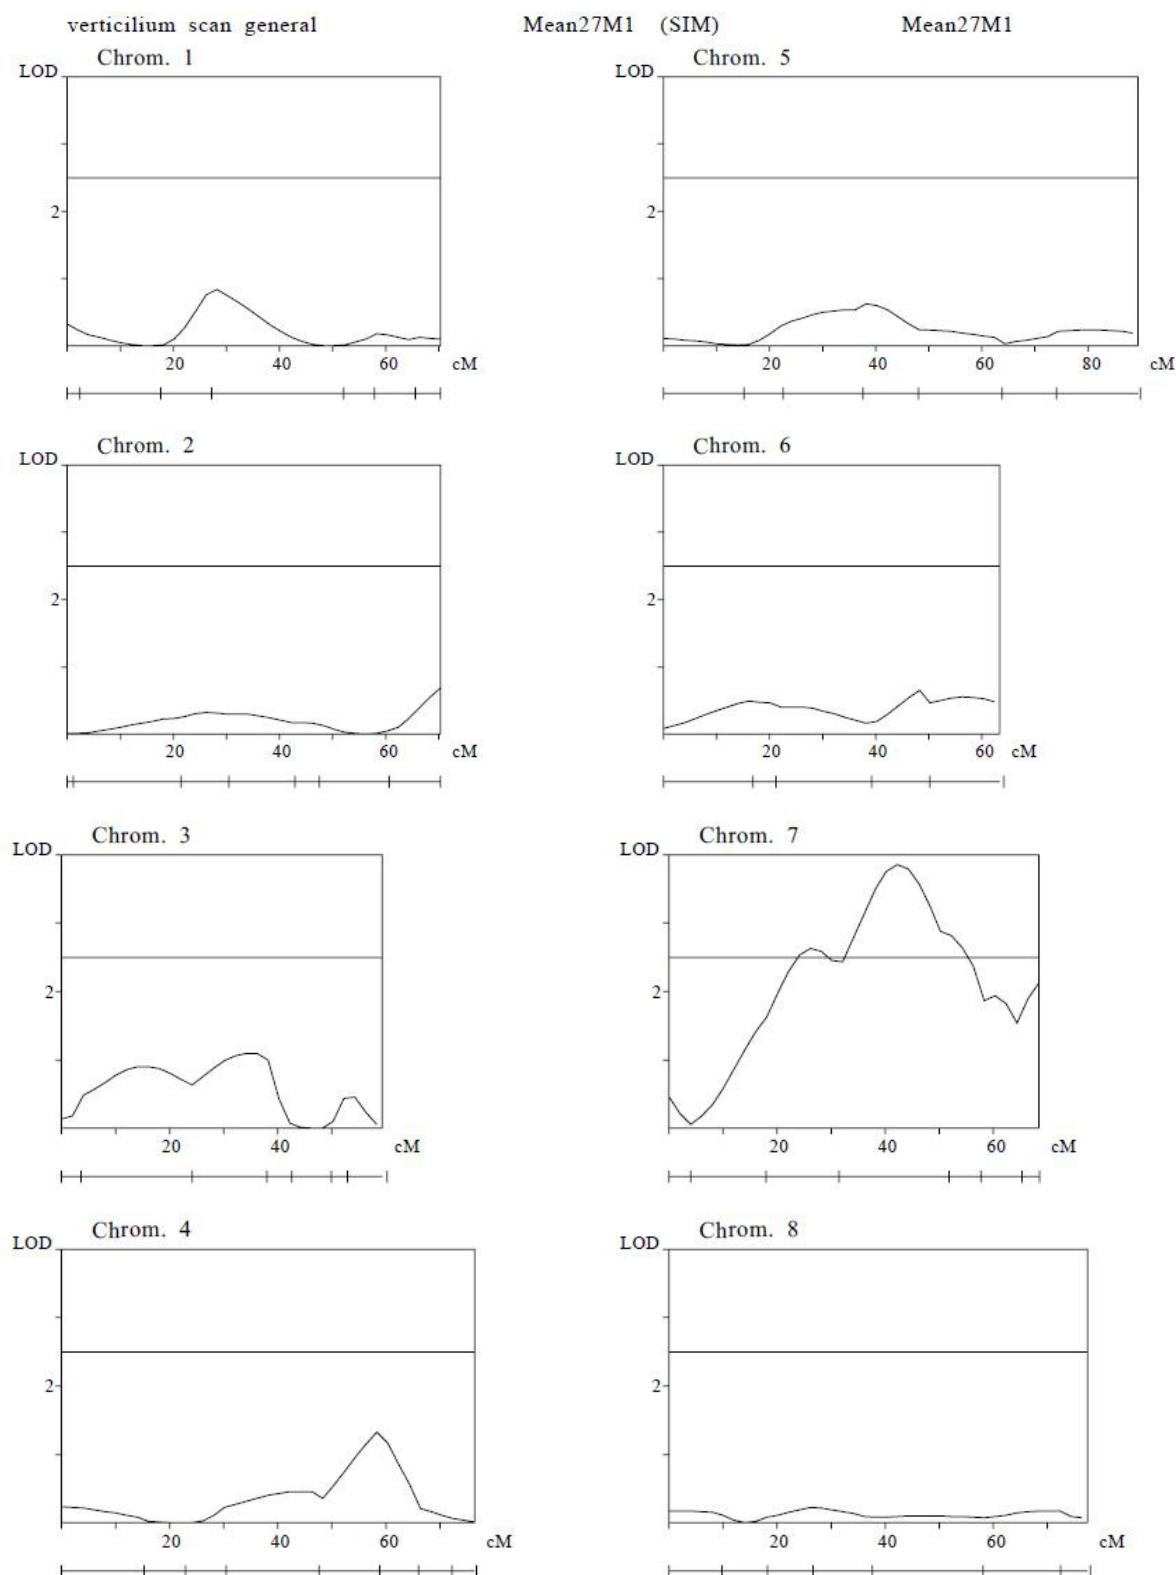 verticilium scan general Mean27M1 (SIM) Mean27M1
Chrom. 1
LOD
2
20 40 60 cM
Chrom. 5
LOD
2
20 40 60 80 cM
Chrom. 2
LOD
2
20 40 60 cM
Chrom. 6
LOD
2
20 40 60 cM
Chrom. 3
LOD
2
20 40 cM
Chrom. 7
LOD
2
20 40 60 cM
Chrom. 4
LOD
2
20 40 60 cM
Chrom. 8
LOD
2
20 40 60 cM